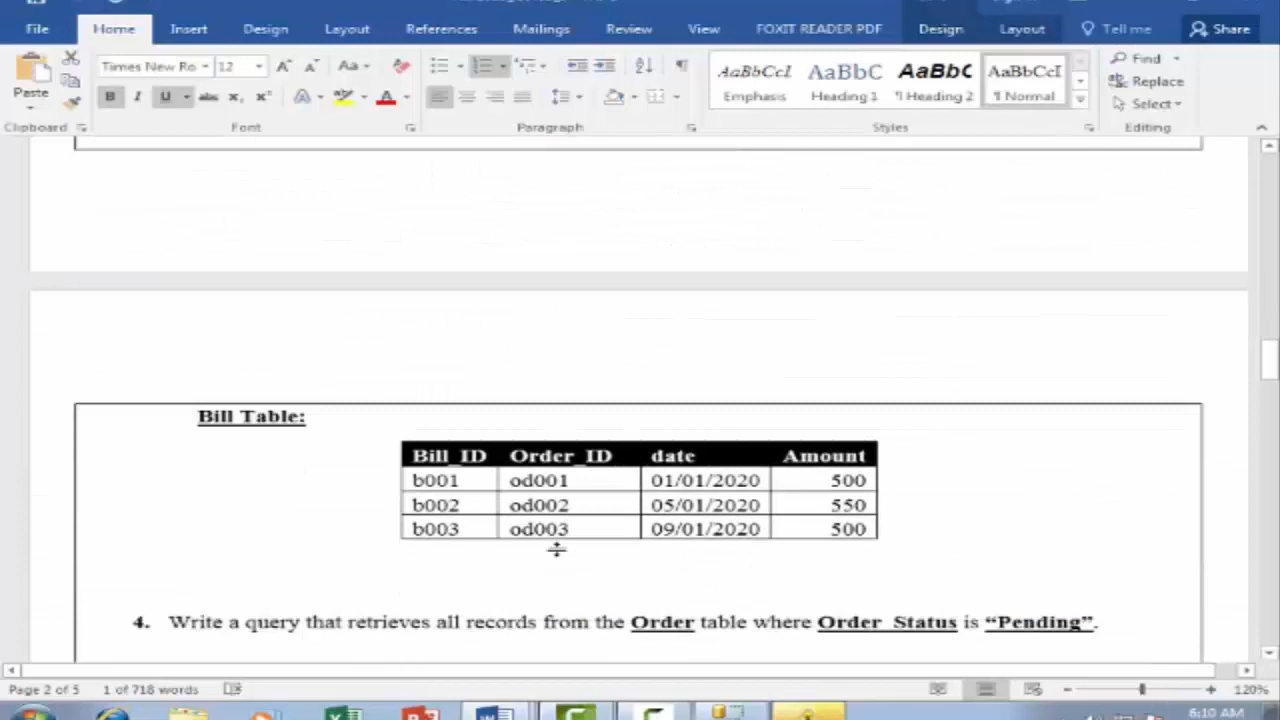 File Home Insert Design Layout References Mailings Review View FOXIT READER PDF Design Layout Tell me Share
Times New Ro 12 Aa
Paste
B I U abc x, x² A ab A
AaBbCcI AaBbC AaBbC AaBbCcI
Emphasis Heading 1 ¶ Heading 2 ¶ Normal
Find
Replace
Select
Clipboard Font Paragraph Styles Editing
Bill Table:
Bill_ID Order_ID date Amount
b001 od001 01/01/2020 500
b002 od002 05/01/2020 550
b003 od003 09/01/2020 500
4. Write a query that retrieves all records from the Order table where Order_Status is “Pending”.
Page 2 of 5 1 of 718 words 120%
6:10 AM